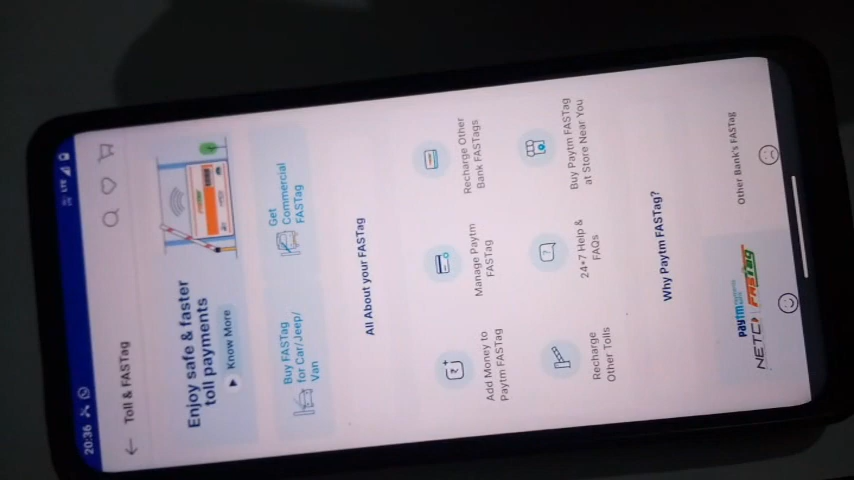 20:36
LTE
Toll & FASTag
Enjoy safe & faster
toll payments
Know More
Buy FASTag
for Car/Jeep/
Van
Get
Commercial
FASTag
All About your FASTag
Add Money to
Paytm FASTag
Manage Paytm
FASTag
Recharge Other
Bank FASTags
Recharge
Other Tolls
24*7 Help &
FAQs
Buy Paytm FASTag
at Store Near You
Why Paytm FASTag?
Paytm
NETC FASTag
Other Bank's FASTag